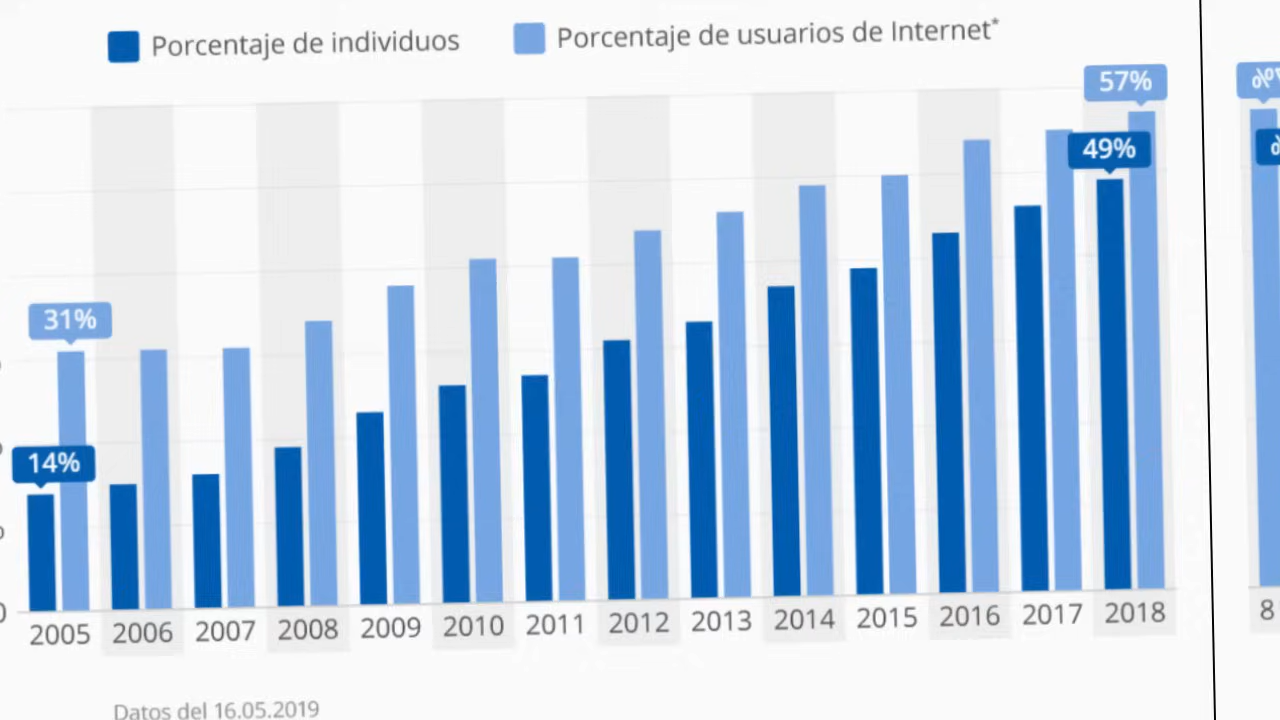 Porcentaje de individuos
Porcentaje de usuarios de Internet*
57%
49%
31%
14%
2005 2006 2007 2008 2009 2010 2011 2012 2013 2014 2015 2016 2017 2018
8
Datos del 16.05.2019